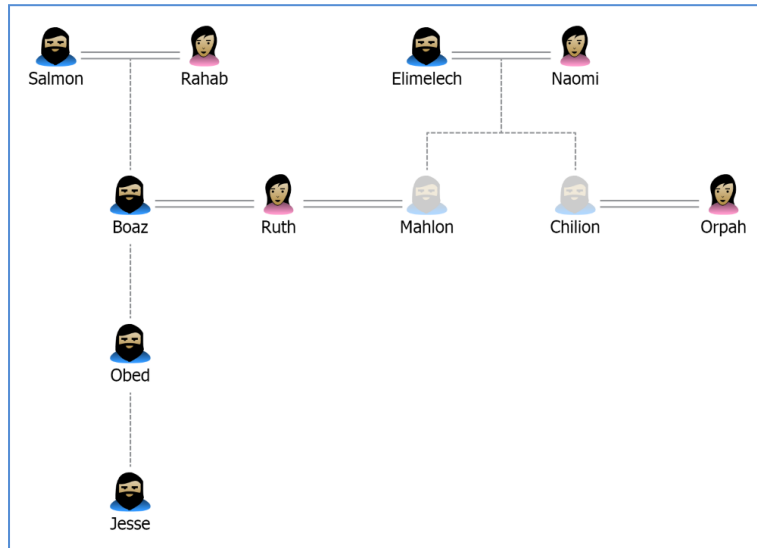 Salmon Rahab Elimelech Naomi
Boaz Ruth Mahlon Chilion Orpah
Obed
Jesse